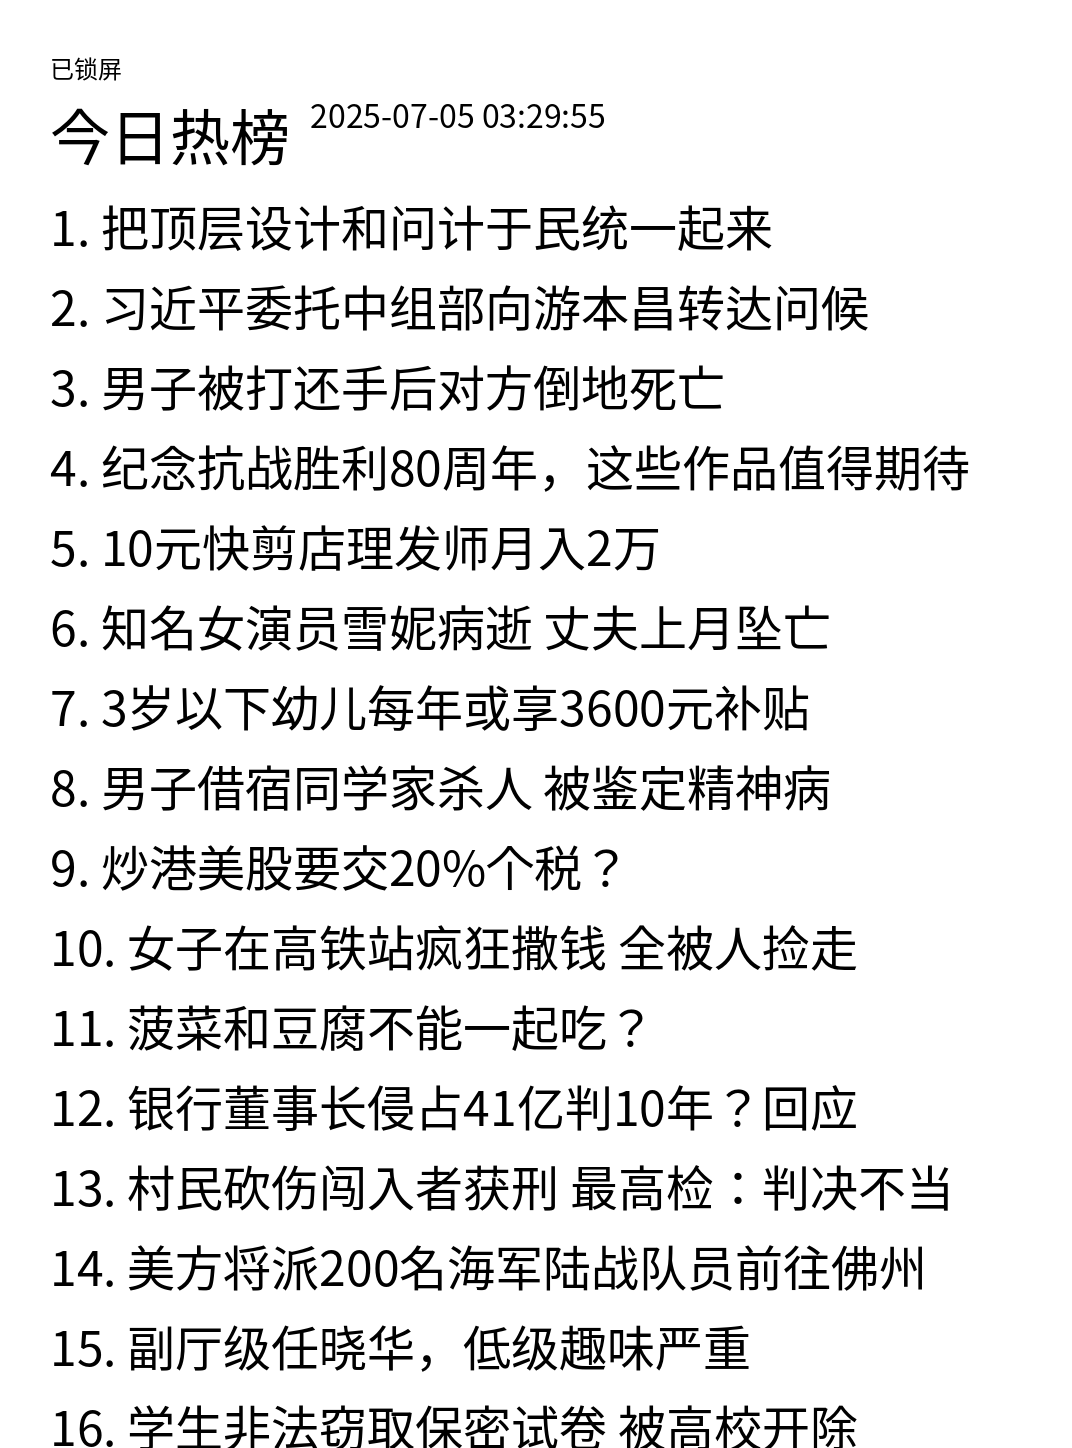 已锁屏
今日热榜 2025-07-05 03:29:55
1. 把顶层设计和问计于民统一起来
2. 习近平委托中组部向游本昌转达问候
3. 男子被打还手后对方倒地死亡
4. 纪念抗战胜利80周年，这些作品值得期待
5. 10元快剪店理发师月入2万
6. 知名女演员雪妮病逝 丈夫上月坠亡
7. 3岁以下幼儿每年或享3600元补贴
8. 男子借宿同学家杀人 被鉴定精神病
9. 炒港美股要交20%个税？
10. 女子在高铁站疯狂撒钱 全被人捡走
11. 菠菜和豆腐不能一起吃？
12. 银行董事长侵占41亿判10年？回应
13. 村民砍伤闯入者获刑 最高检：判决不当
14. 美方将派200名海军陆战队员前往佛州
15. 副厅级任晓华，低级趣味严重
16. 学生非法窃取保密试卷 被高校开除